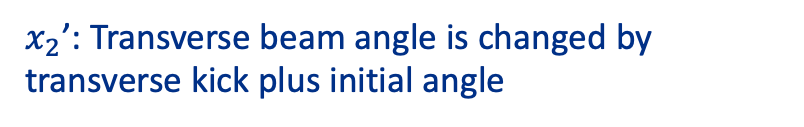 x₂′: Transverse beam angle is changed by
transverse kick plus initial angle